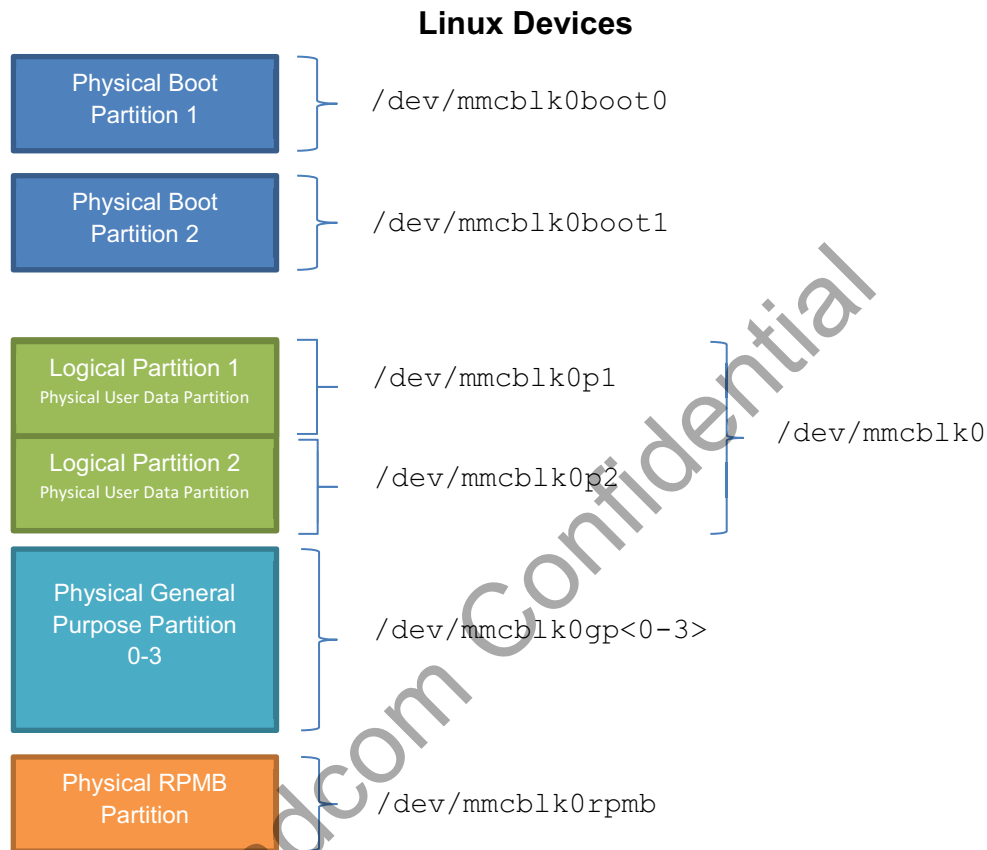 Linux Devices
Physical Boot
Partition 1
/dev/mmcblk0boot0
Physical Boot
Partition 2
/dev/mmcblk0boot1
Logical Partition 1
Physical User Data Partition
/dev/mmcblk0p1
/dev/mmcblk0
Logical Partition 2
Physical User Data Partition
/dev/mmcblk0p2
Physical General
Purpose Partition
0-3
/dev/mmcblk0gp<0-3>
Physical RPMB
Partition
/dev/mmcblk0rpmb
Confidential